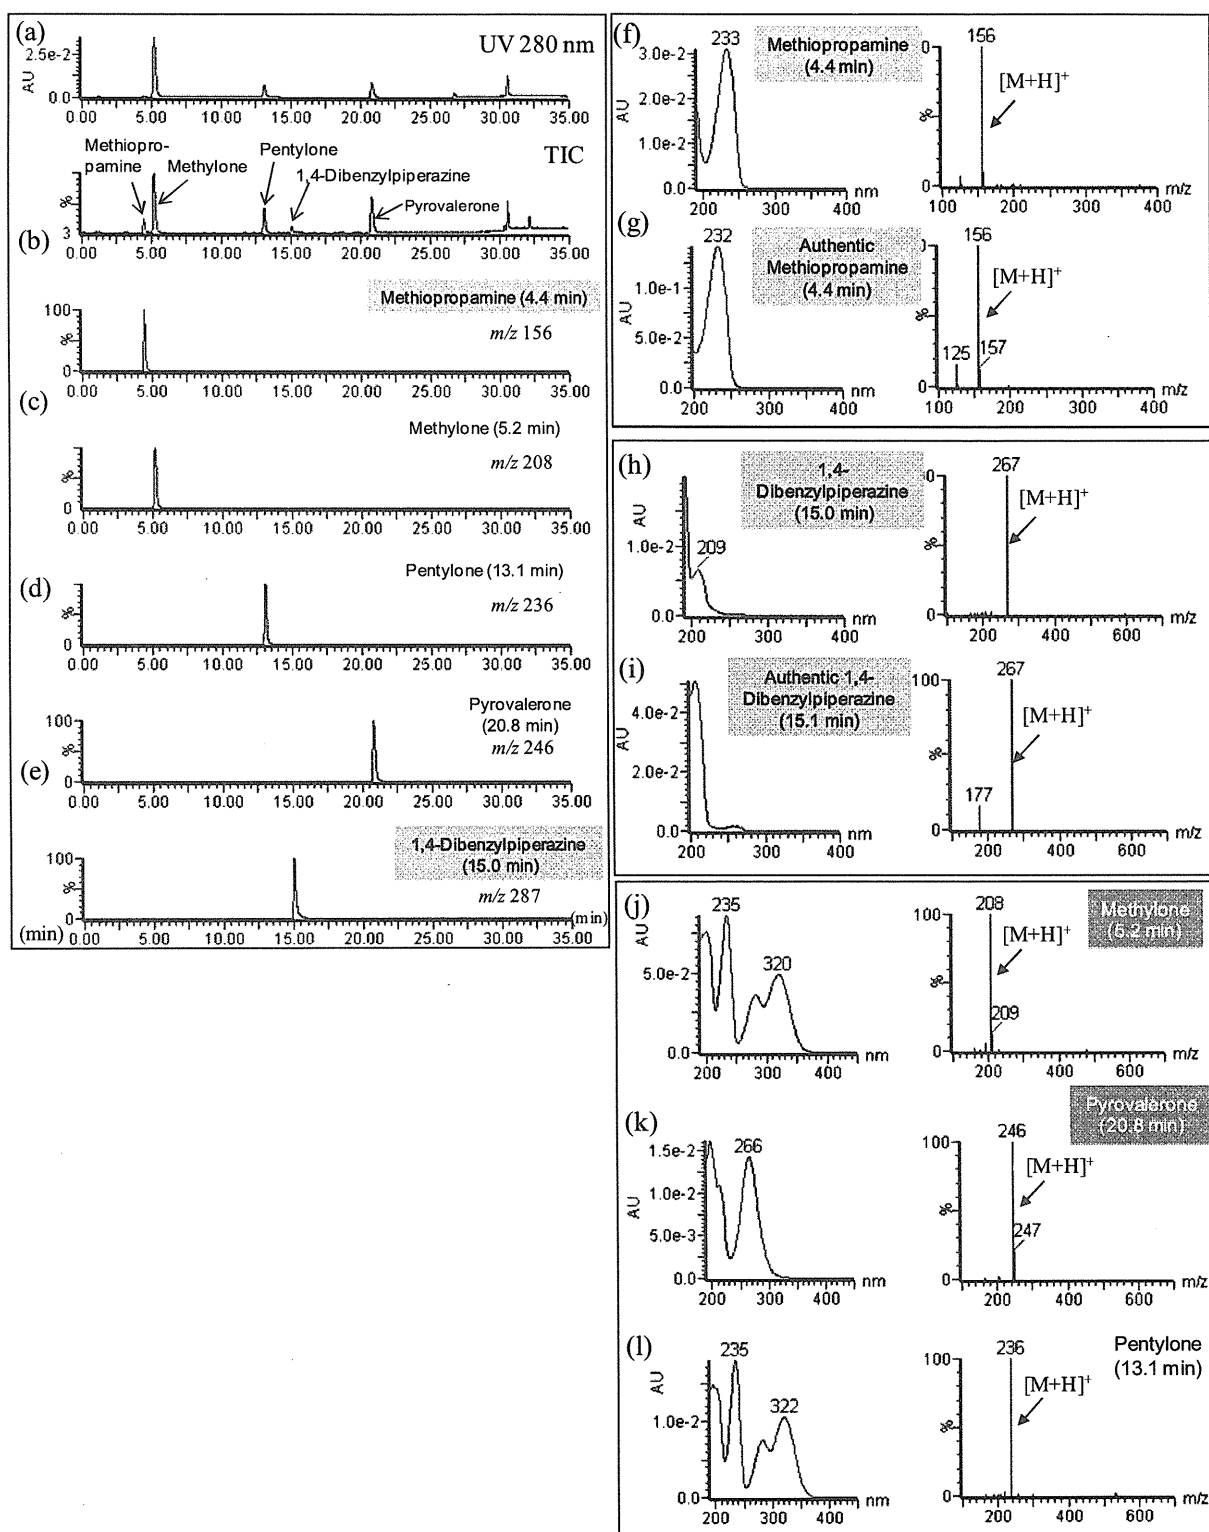 (a)
UV 280 nm
2.5e-2
AU
0.0
0.00 5.00 10.00 15.00 20.00 25.00 30.00 35.00
TIC
Methiopro-
pamine
Methylone
Pentylone
1,4-Dibenzylpiperazine
Pyrovalerone
%
3
(b)
0.00 5.00 10.00 15.00 20.00 25.00 30.00 35.00
Methiopropamine (4.4 min)
m/z 156
100
%
0
0.00 5.00 10.00 15.00 20.00 25.00 30.00 35.00
(c)
Methylone (5.2 min)
m/z 208
%
0
0.00 5.00 10.00 15.00 20.00 25.00 30.00 35.00
(d)
Pentylone (13.1 min)
m/z 236
%
0
0.00 5.00 10.00 15.00 20.00 25.00 30.00 35.00
Pyrovalerone
(20.8 min)
m/z 246
100
%
0
(e)
0.00 5.00 10.00 15.00 20.00 25.00 30.00 35.00
1,4-Dibenzylpiperazine
(15.0 min)
m/z 287
100
%
0
(min)
(min) 0.00 5.00 10.00 15.00 20.00 25.00 30.00 35.00
(f)
233
Methiopropamine
(4.4 min)
3.0e-2
2.0e-2
1.0e-2
0.0
AU
nm
200 300 400
156
[M+H]+
0
%
0
m/z
100 200 300 400
(g)
232
Authentic
Methiopropamine
(4.4 min)
1.0e-1
5.0e-2
0.0
AU
nm
200 300 400
156
[M+H]+
125
157
0
%
0
m/z
100 200 300 400
(h)
1,4-
Dibenzylpiperazine
(15.0 min)
209
AU
1.0e-2
0.0
nm
200 300 400
267
[M+H]+
0
%
0
m/z
200 400 600
(i)
Authentic 1,4-
Dibenzylpiperazine
(15.1 min)
4.0e-2
2.0e-2
0.0
AU
nm
200 300 400
267
[M+H]+
177
100
%
0
m/z
200 400 600
(j)
235
320
AU
5.0e-2
0.0
nm
200 300 400
Methylone
(5.2 min)
208
[M+H]+
209
100
%
0
m/z
200 400 600
(k)
266
1.5e-2
1.0e-2
5.0e-3
0.0
AU
nm
200 300 400
Pyrovalerone
(20.8 min)
246
[M+H]+
247
100
%
0
m/z
200 400 600
(l)
235
322
AU
1.0e-2
0.0
nm
200 300 400
Pentylone
(13.1 min)
236
[M+H]+
100
%
0
m/z
200 400 600